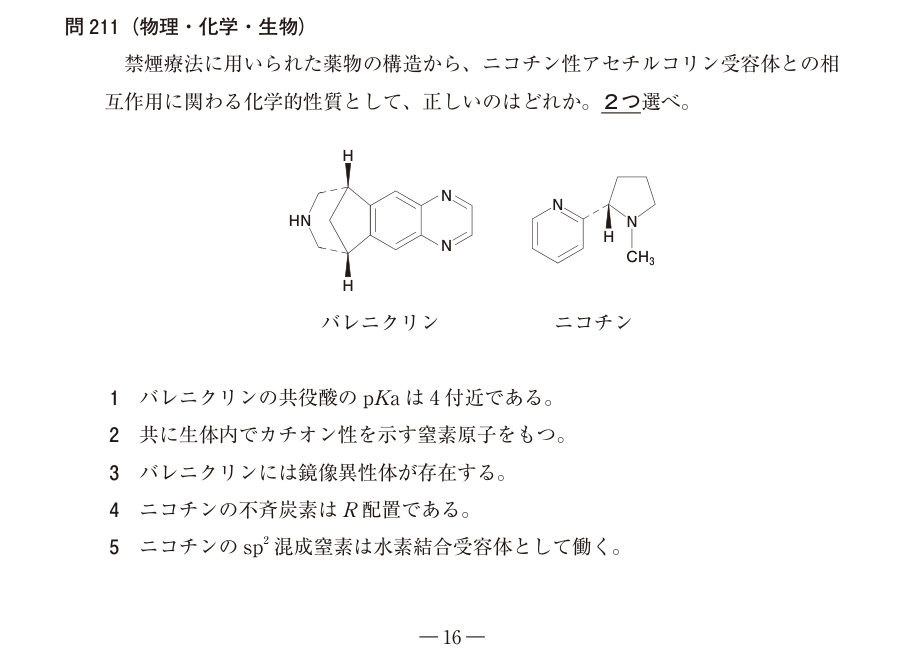 問 211（物理・化学・生物）
禁煙療法に用いられた薬物の構造から、ニコチン性アセチルコリン受容体との相
互作用に関わる化学的性質として、正しいのはどれか。２つ選べ。
H
HN
N
N
H
バレニクリン
N
H
N
CH3
ニコチン
1 バレニクリンの共役酸の pKa は 4 付近である。
2 共に生体内でカチオン性を示す窒素原子をもつ。
3 バレニクリンには鏡像異性体が存在する。
4 ニコチンの不斉炭素は R 配置である。
5 ニコチンの sp² 混成窒素は水素結合受容体として働く。
― 16 ―